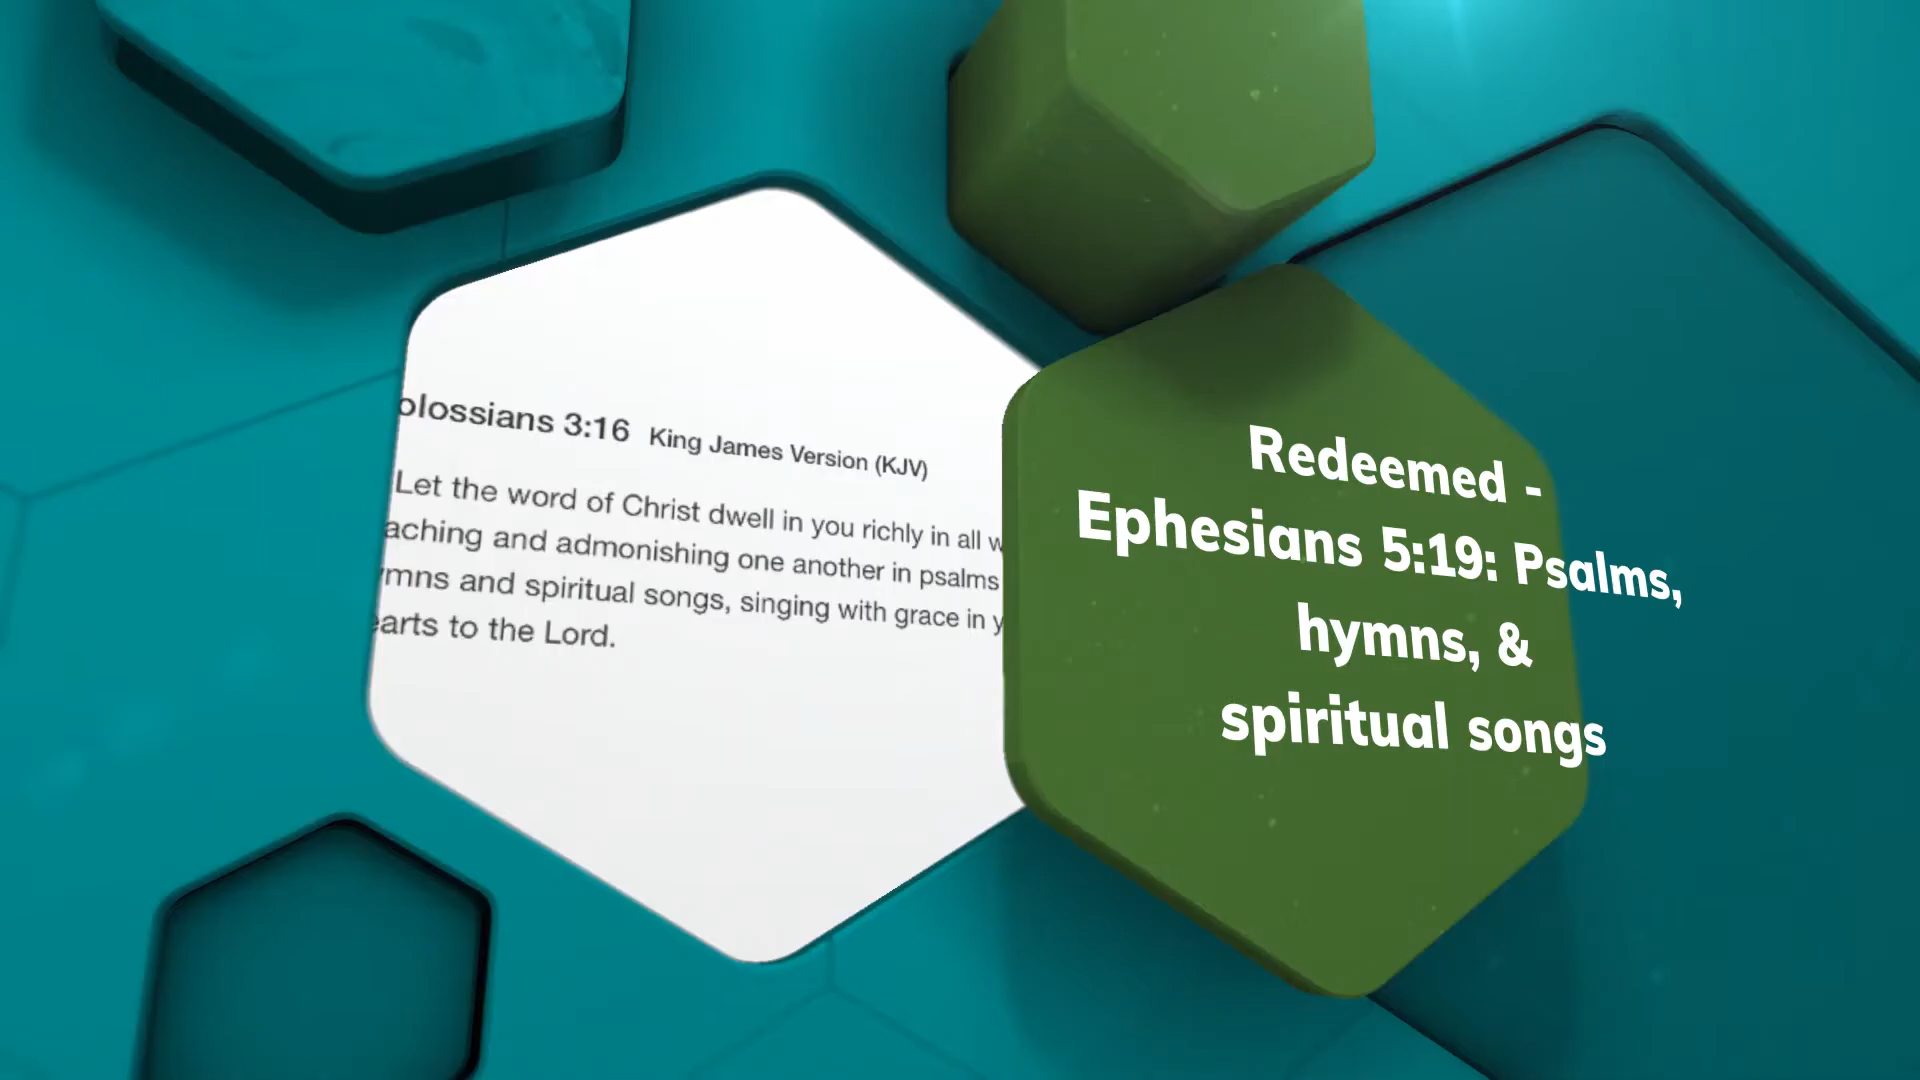 olossians 3:16 King James Version (KJV)
Let the word of Christ dwell in you richly in all w
aching and admonishing one another in psalms
mns and spiritual songs, singing with grace in y
earts to the Lord.
Redeemed -
Ephesians 5:19: Psalms,
hymns, &
spiritual songs